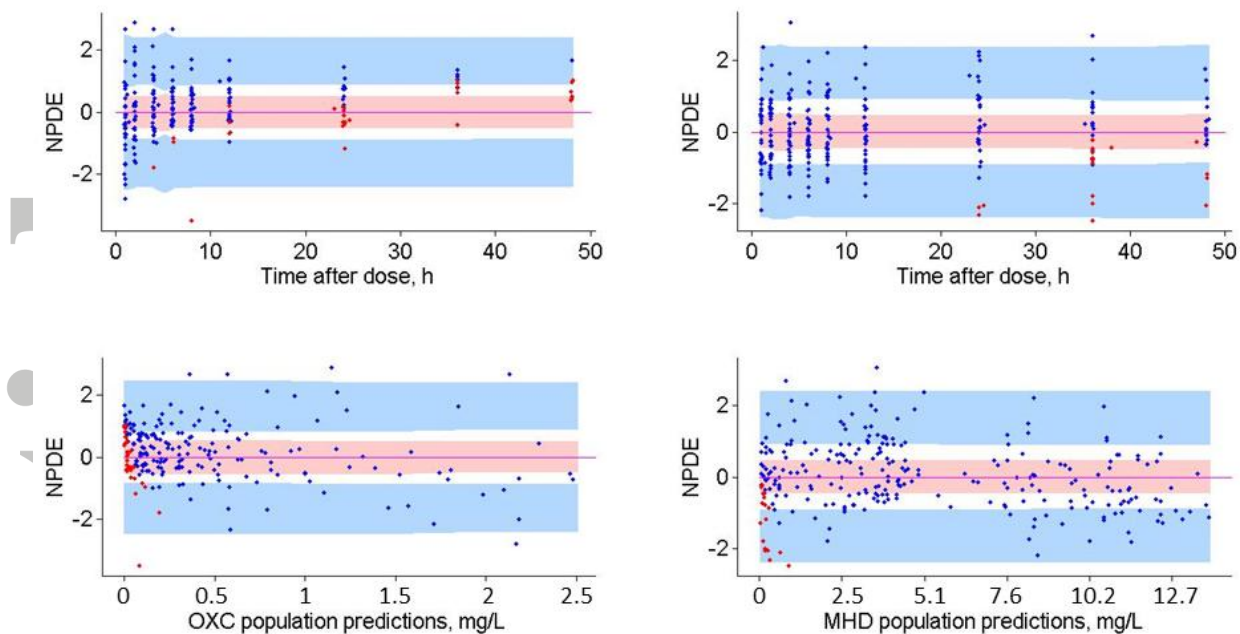 NPDE
2
0
-2
0 10 20 30 40 50
Time after dose, h
NPDE
2
0
-2
0 10 20 30 40 50
Time after dose, h
NPDE
2
0
-2
0 0.5 1 1.5 2 2.5
OXC population predictions, mg/L
NPDE
2
0
-2
0 2.5 5.1 7.6 10.2 12.7
MHD population predictions, mg/L